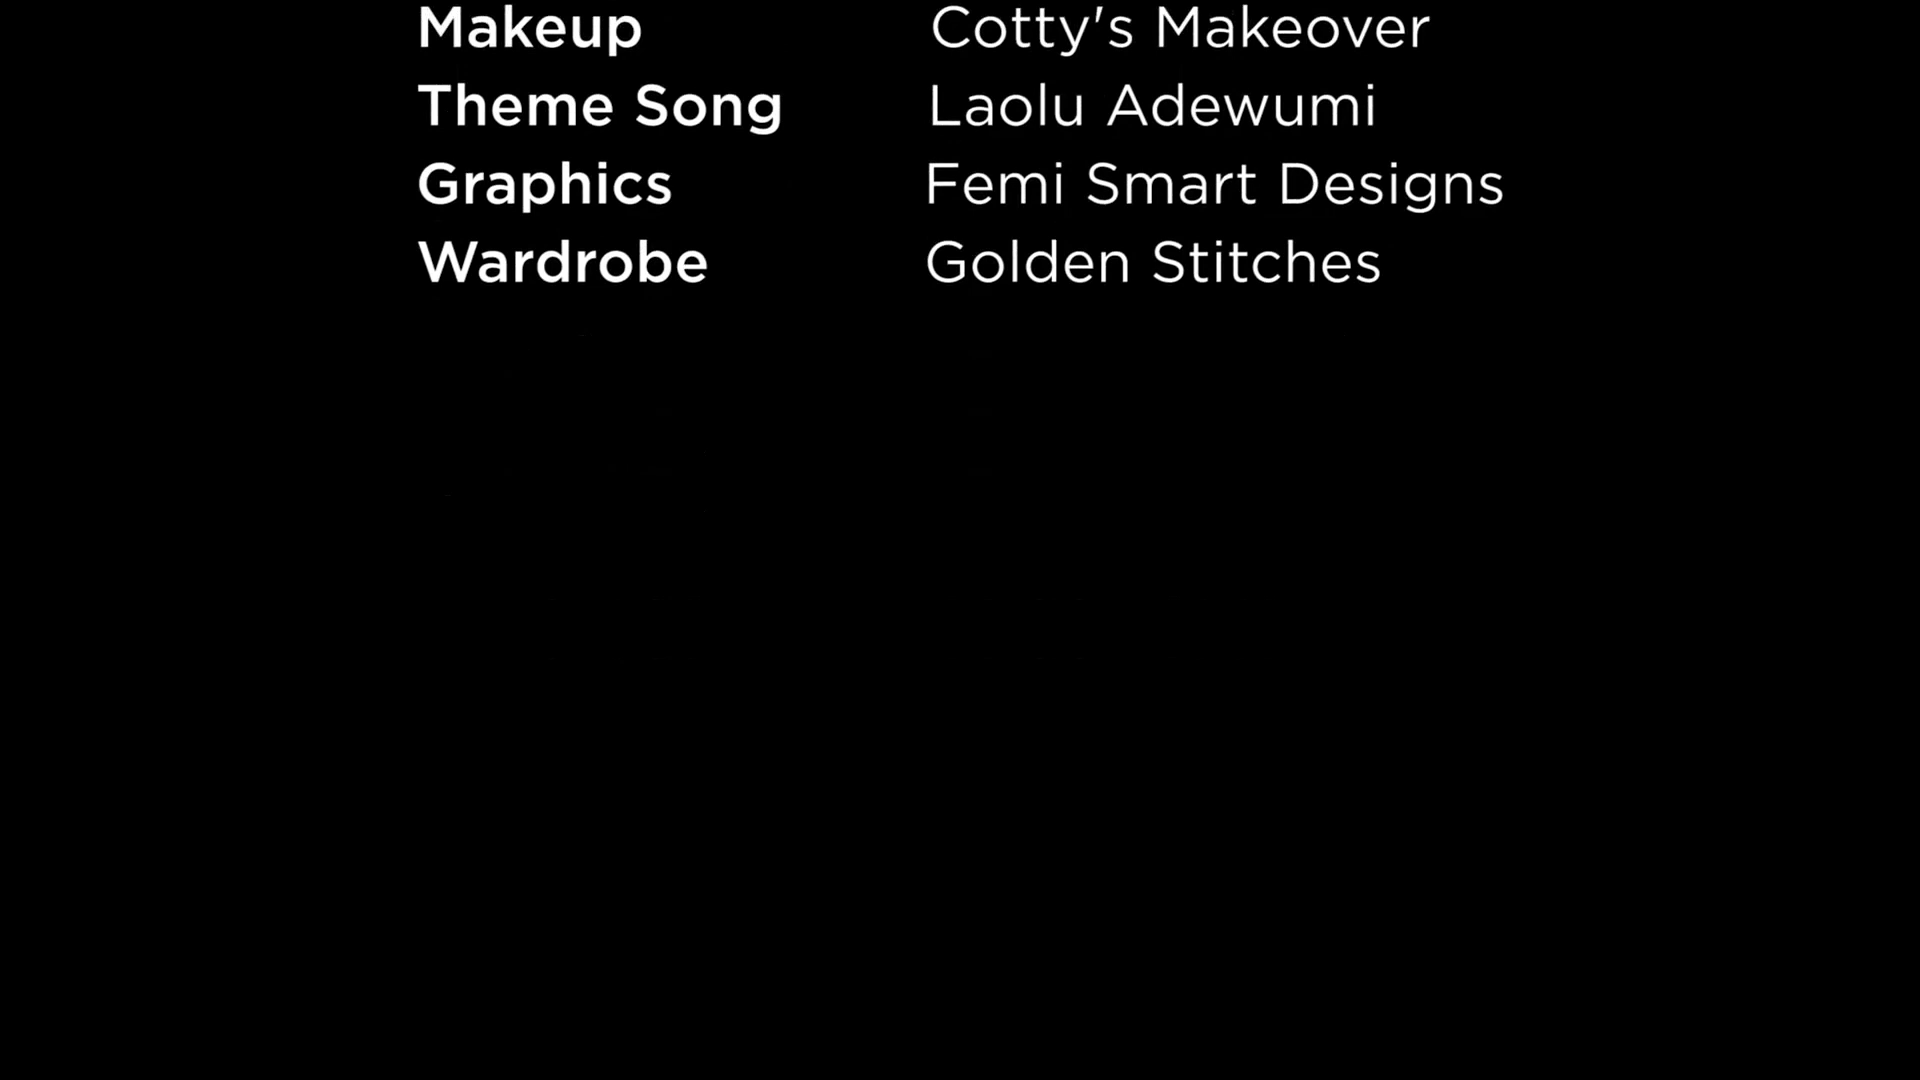 Makeup Cotty's Makeover
Theme Song Laolu Adewumi
Graphics Femi Smart Designs
Wardrobe Golden Stitches